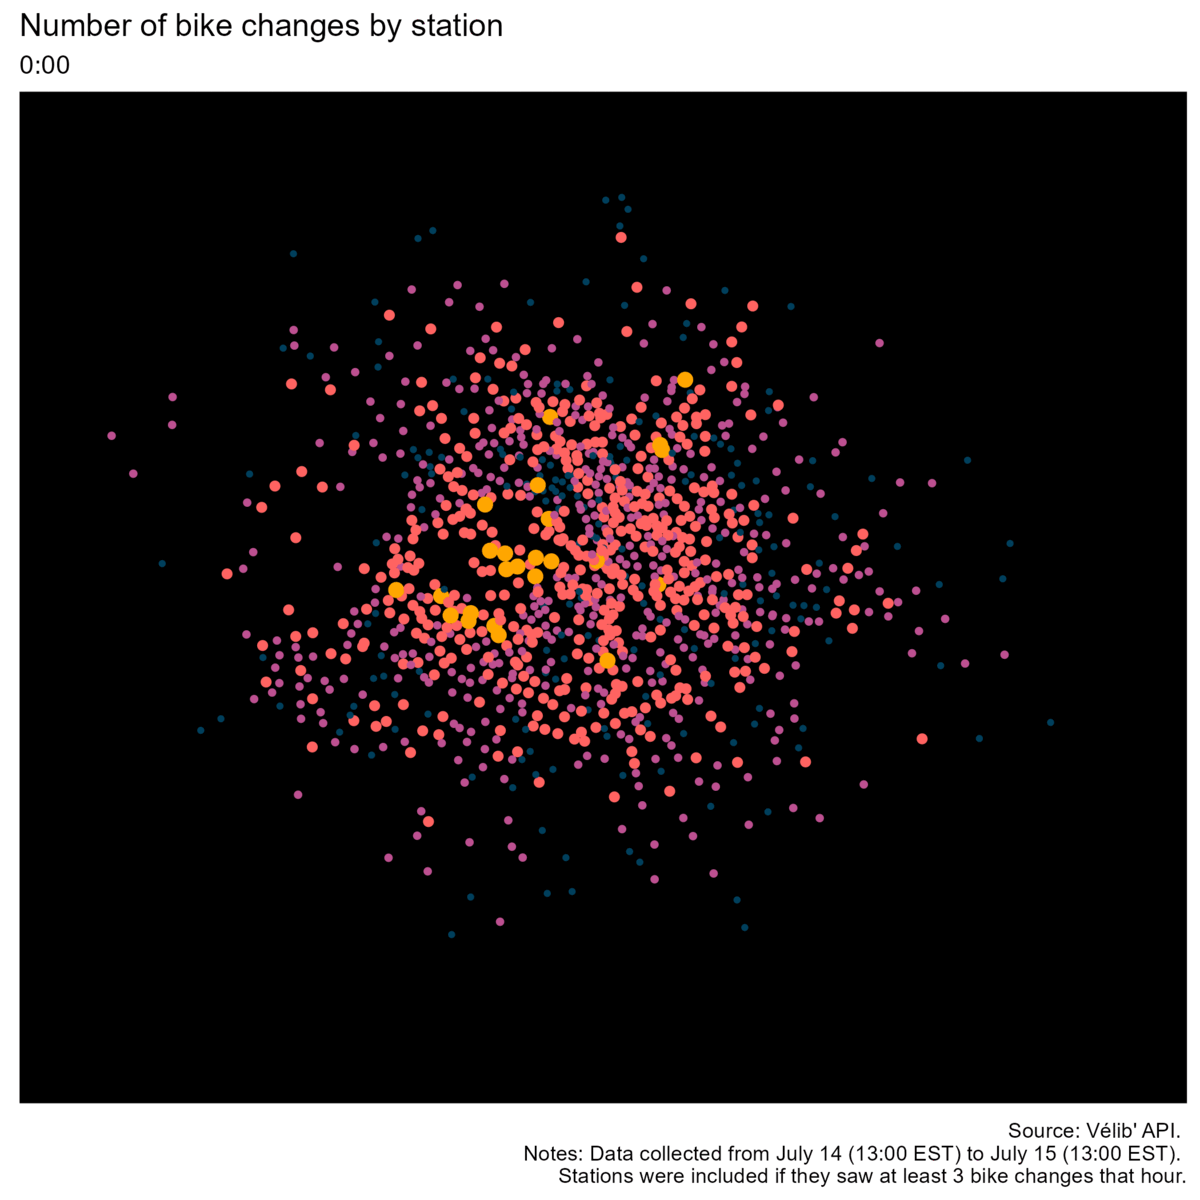 Number of bike changes by station
0:00
Source: Vélib' API.
Notes: Data collected from July 14 (13:00 EST) to July 15 (13:00 EST).
Stations were included if they saw at least 3 bike changes that hour.